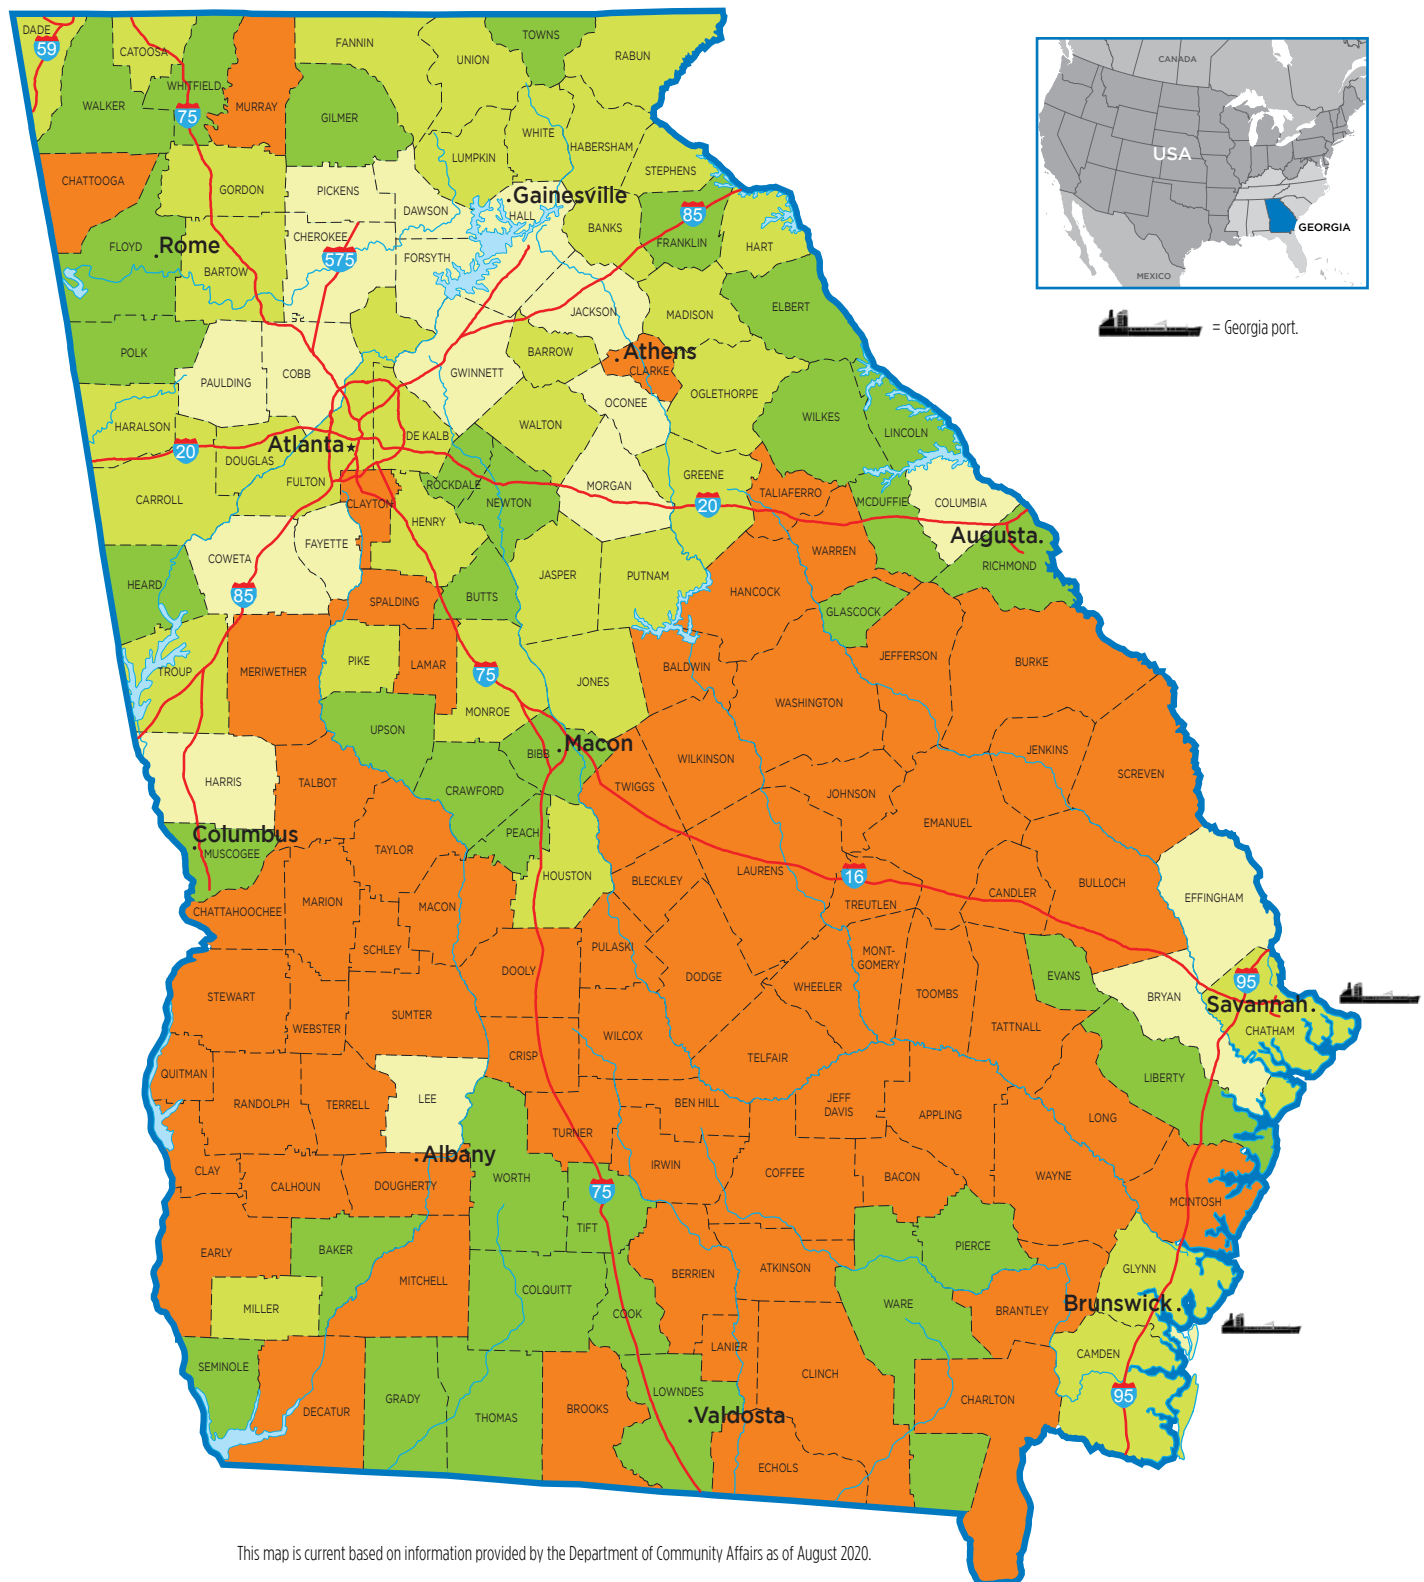 DADE
59
CATOOSA
FANNIN
UNION
TOWNS
RABUN
WALKER
WHITFIELD
75
MURRAY
GILMER
WHITE
HABERSHAM
LUMPKIN
STEPHENS
CHATTOOGA
GORDON
PICKENS
DAWSON
Gainesville
HALL
BANKS
85
FRANKLIN
HART
FLOYD
Rome
CHEROKEE
575
FORSYTH
BARTOW
JACKSON
MADISON
ELBERT
POLK
PAULDING
COBB
GWINNETT
BARROW
Athens
CLARKE
OCONEE
OGLETHORPE
WILKES
LINCOLN
HARALSON
20
Atlanta
DE KALB
WALTON
DOUGLAS
CARROLL
FULTON
CLAYTON
ROCKDALE
NEWTON
MORGAN
GREENE
20
TALIAFERRO
MCDUFFIE
COLUMBIA
Augusta
RICHMOND
HENRY
FAYETTE
COWETA
85
HEARD
SPALDING
BUTTS
JASPER
PUTNAM
HANCOCK
WARREN
GLASCOCK
JEFFERSON
BURKE
TROUP
MERIWETHER
PIKE
LAMAR
75
MONROE
JONES
BALDWIN
WASHINGTON
UPSON
BIBB
Macon
WILKINSON
JENKINS
SCREVEN
HARRIS
TALBOT
CRAWFORD
TWIGGS
JOHNSON
EMANUEL
Columbus
MUSCOGEE
TAYLOR
PEACH
HOUSTON
BLECKLEY
LAURENS
16
TREUTLEN
CANDLER
BULLOCH
EFFINGHAM
CHATTAHOOCHEE
MARION
MACON
SCHLEY
DOOLY
PULASKI
DODGE
MONT-
GOMERY
WHEELER
TOOMBS
TATTNALL
EVANS
BRYAN
95
Savannah
CHATHAM
STEWART
WEBSTER
SUMTER
CRISP
WILCOX
TELFAIR
LIBERTY
QUITMAN
RANDOLPH
TERRELL
LEE
TURNER
BEN HILL
JEFF
DAVIS
APPLING
LONG
CLAY
CALHOUN
DOUGHERTY
Albany
WORTH
75
TIFT
IRWIN
COFFEE
BACON
WAYNE
MCINTOSH
EARLY
BAKER
MITCHELL
COLQUITT
COOK
BERRIEN
ATKINSON
PIERCE
GLYNN
MILLER
WARE
BRANTLEY
Brunswick
LANIER
CAMDEN
SEMINOLE
DECATUR
GRADY
THOMAS
BROOKS
LOWNDES
Valdosta
CLINCH
CHARLTON
95
ECHOLS
CANADA
USA
GEORGIA
MEXICO
= Georgia port.
This map is current based on information provided by the Department of Community Affairs as of August 2020.